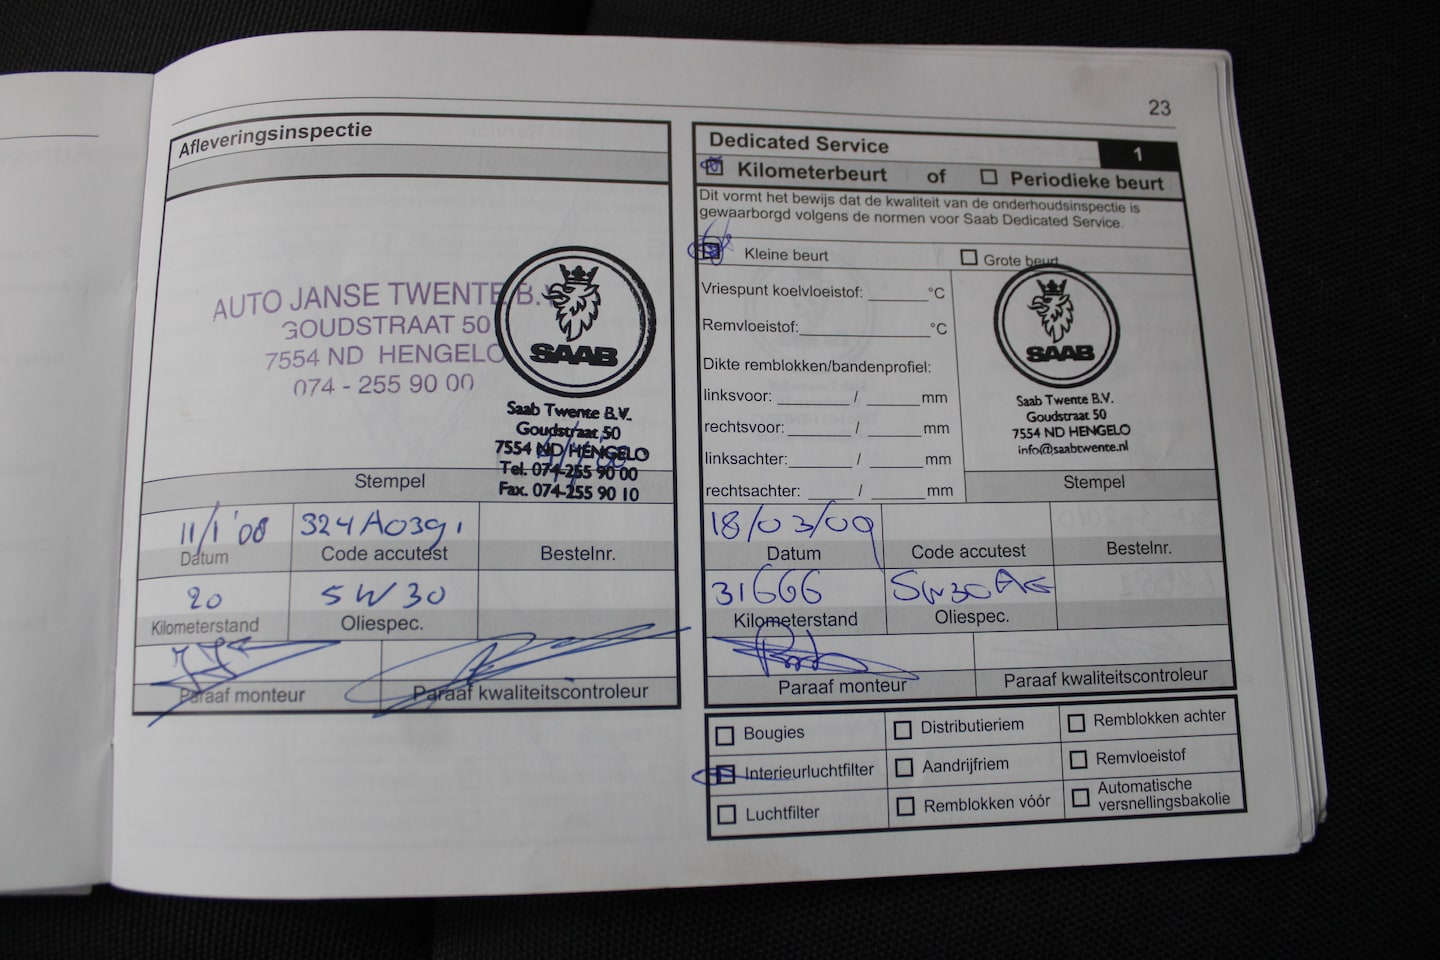 23
Afleveringsinspectie
AUTO JANSE TWENTE B.V.
GOUDSTRAAT 50
7554 ND HENGELO
074 - 255 90 00
SAAB
Saab Twente B.V.
Goudstraat 50
7554 ND HENGELO
Tel. 074-255 90 00
Fax. 074-255 90 10
Stempel
11/1 '08 324A0391
Datum Code accutest Bestelnr.
20 5W30
Kilometerstand Oliespec.
Paraaf monteur Paraaf kwaliteitscontroleur
Dedicated Service 1
Kilometerbeurt of Periodieke beurt
Dit vormt het bewijs dat de kwaliteit van de onderhoudsinspectie is
gewaarborgd volgens de normen voor Saab Dedicated Service.
Kleine beurt Grote beurt
Vriespunt koelvloeistof: °C
Remvloeistof: °C
Dikte remblokken/bandenprofiel:
linksvoor: / mm
rechtsvoor: / mm
linksachter: / mm
rechtsachter: / mm
SAAB
Saab Twente B.V.
Goudstraat 50
7554 ND HENGELO
info@saabtwente.nl
Stempel
18/03/09
Datum Code accutest Bestelnr.
31666 5W30
Kilometerstand Oliespec.
Paraaf monteur Paraaf kwaliteitscontroleur
Bougies Distributieriem Remblokken achter
Interieurluchtfilter Aandrijfriem Remvloeistof
Luchtfilter Remblokken vóór Automatische
versnellingsbakolie